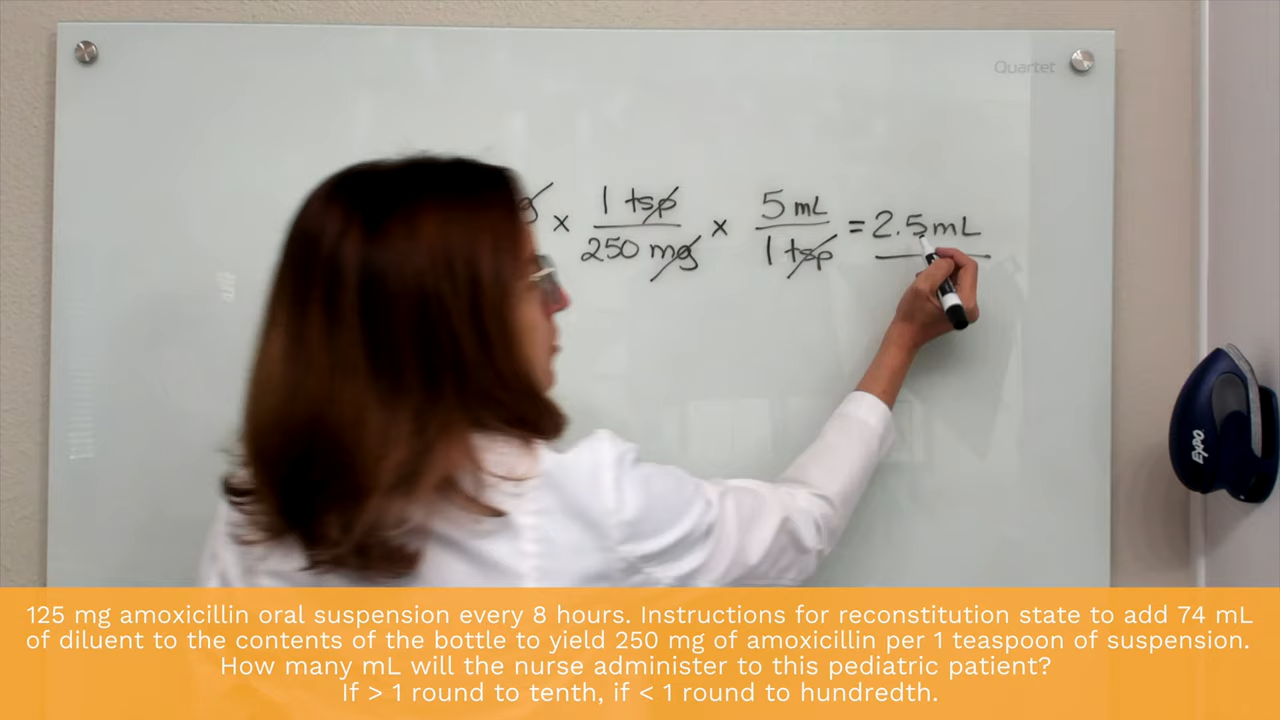 Quartet
g x 1 tsp / 250 mg x 5 mL / 1 tsp = 2.5 mL
EXPO
125 mg amoxicillin oral suspension every 8 hours. Instructions for reconstitution state to add 74 mL
of diluent to the contents of the bottle to yield 250 mg of amoxicillin per 1 teaspoon of suspension.
How many mL will the nurse administer to this pediatric patient?
If > 1 round to tenth, if < 1 round to hundredth.